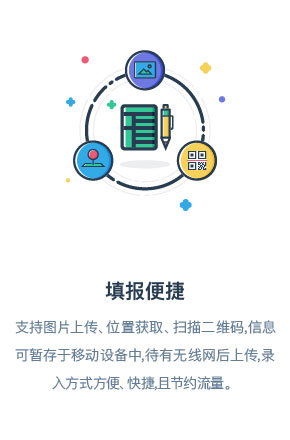 填报便捷
支持图片上传、位置获取、扫描二维码,信息
可暂存于移动设备中,待有无线网后上传,录
入方式方便、快捷,且节约流量。